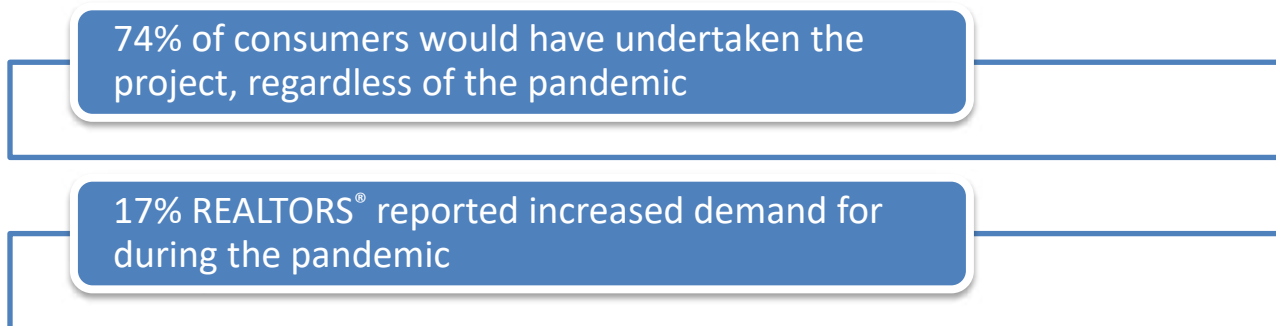 74% of consumers would have undertaken the
project, regardless of the pandemic
17% REALTORS® reported increased demand for
during the pandemic